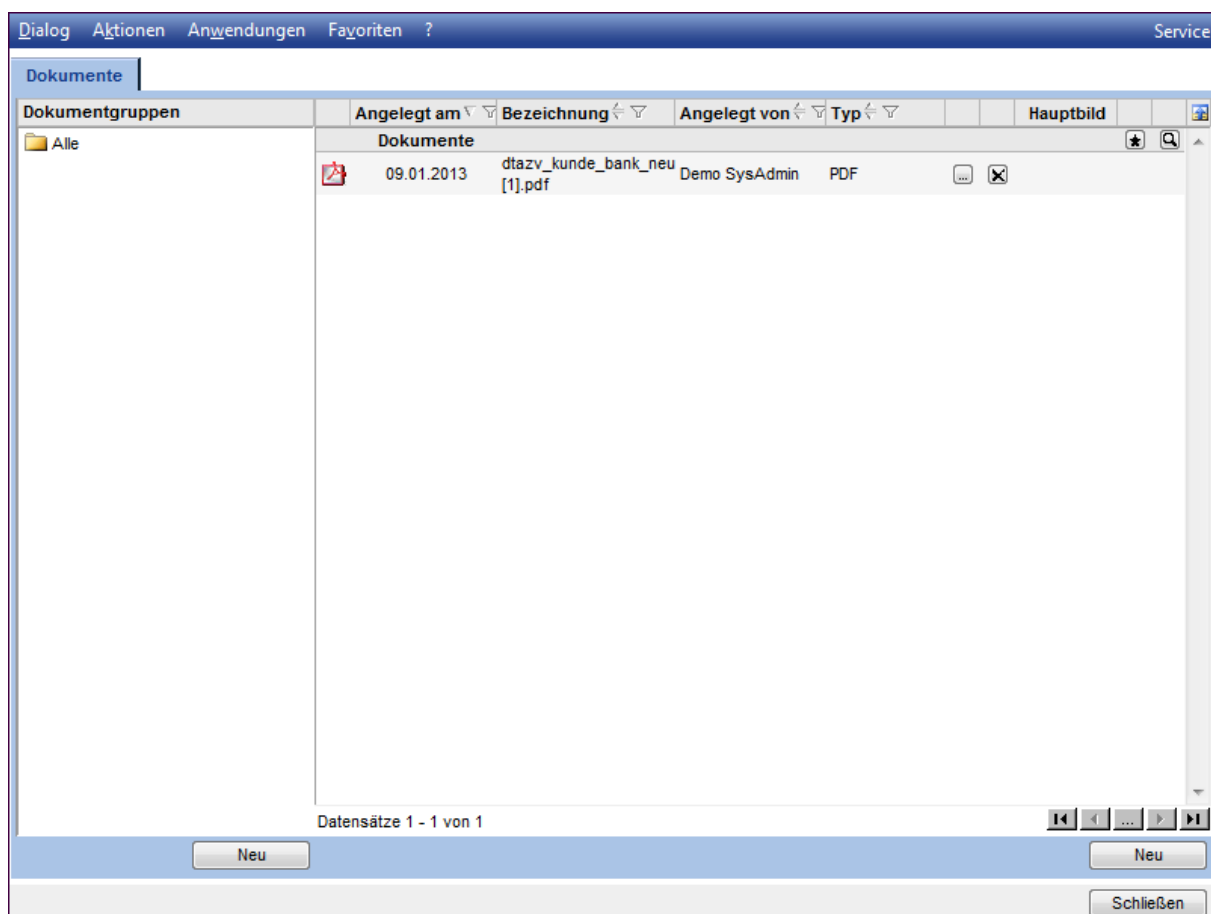 Dialog Aktionen Anwendungen Favoriten ? Service
Dokumente
Dokumentgruppen Angelegt am Bezeichnung Angelegt von Typ Hauptbild
Alle
Dokumente
09.01.2013 dtazv_kunde_bank_neu Demo SysAdmin PDF ...
[1].pdf
Datensätze 1 - 1 von 1 ...
Neu Neu
Schließen